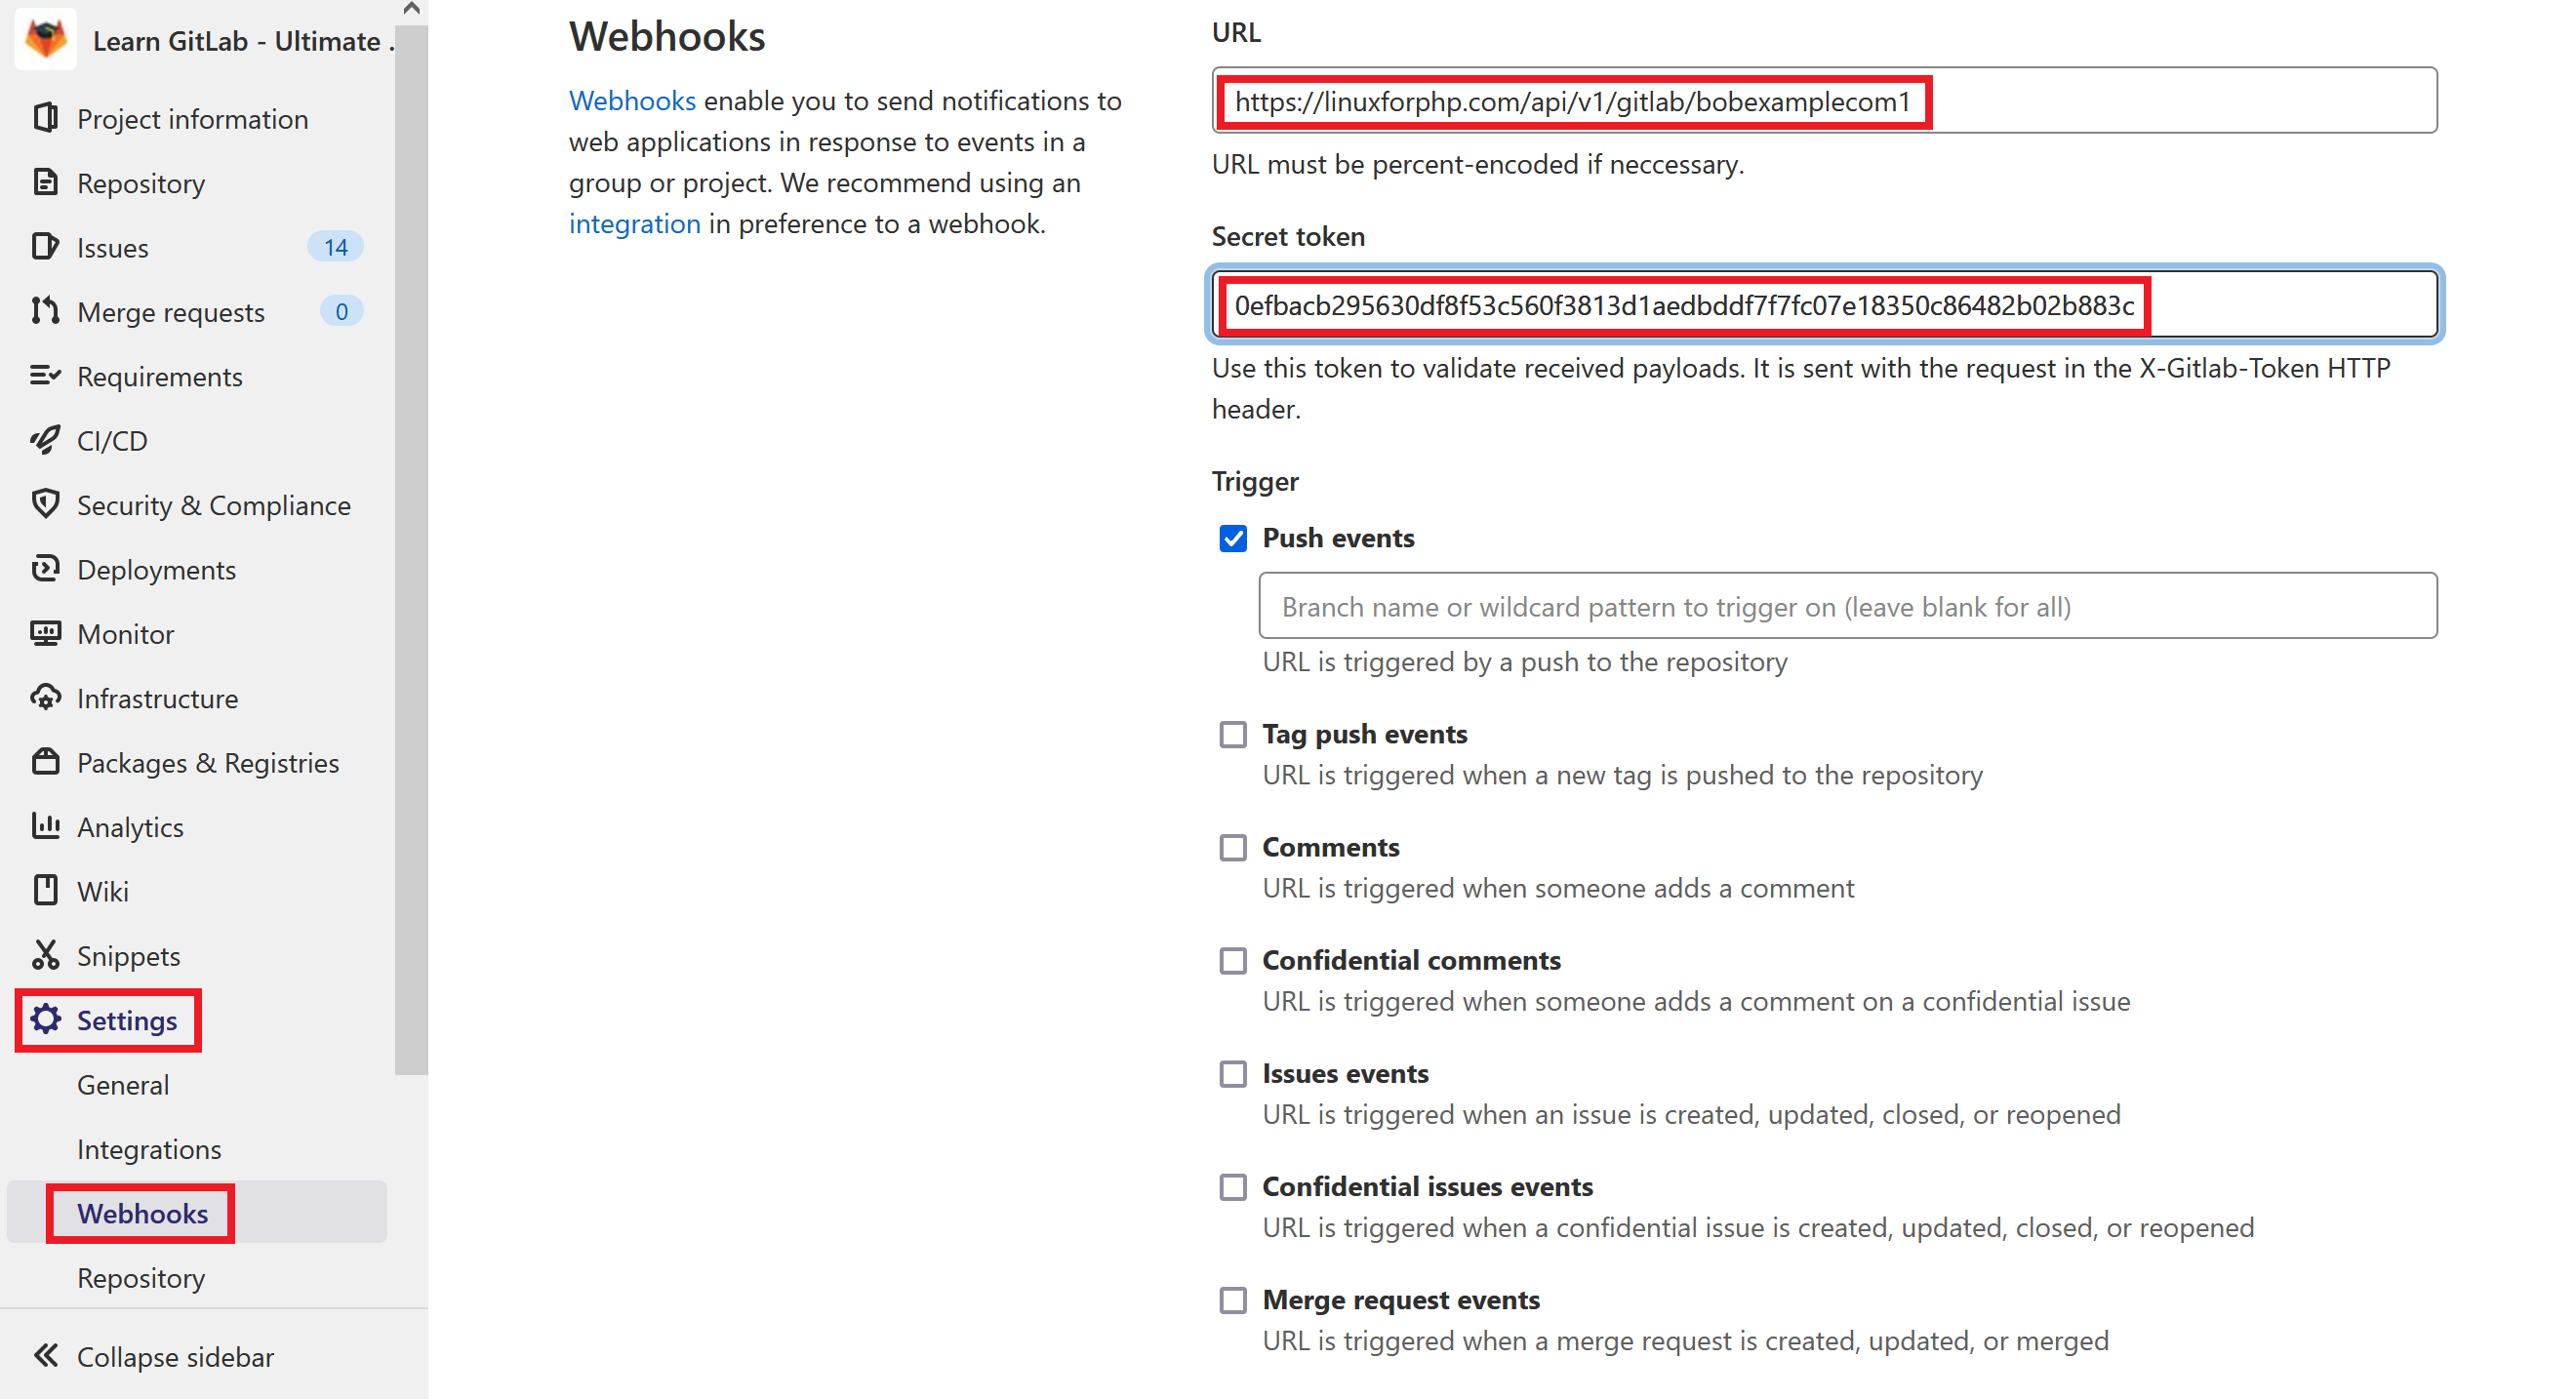 Learn GitLab - Ultimate .
Project information
Repository
Issues 14
Merge requests 0
Requirements
CI/CD
Security & Compliance
Deployments
Monitor
Infrastructure
Packages & Registries
Analytics
Wiki
Snippets
Settings
General
Integrations
Webhooks
Repository
Collapse sidebar
Webhooks
Webhooks enable you to send notifications to
web applications in response to events in a
group or project. We recommend using an
integration in preference to a webhook.
URL
https://linuxforphp.com/api/v1/gitlab/bobexamplecom1
URL must be percent-encoded if neccessary.
Secret token
0efbacb295630df8f53c560f3813d1aedbddf7f7fc07e18350c86482b02b883c
Use this token to validate received payloads. It is sent with the request in the X-Gitlab-Token HTTP
header.
Trigger
Push events
Branch name or wildcard pattern to trigger on (leave blank for all)
URL is triggered by a push to the repository
Tag push events
URL is triggered when a new tag is pushed to the repository
Comments
URL is triggered when someone adds a comment
Confidential comments
URL is triggered when someone adds a comment on a confidential issue
Issues events
URL is triggered when an issue is created, updated, closed, or reopened
Confidential issues events
URL is triggered when a confidential issue is created, updated, closed, or reopened
Merge request events
URL is triggered when a merge request is created, updated, or merged